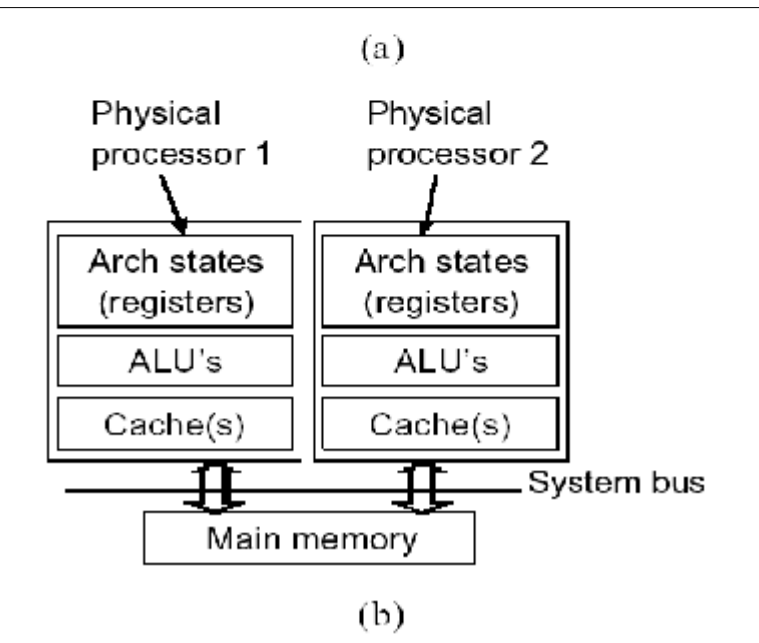 (a)
Physical
processor 1
Physical
processor 2
Arch states
(registers)
ALU's
Cache(s)
Arch states
(registers)
ALU's
Cache(s)
System bus
Main memory
(b)